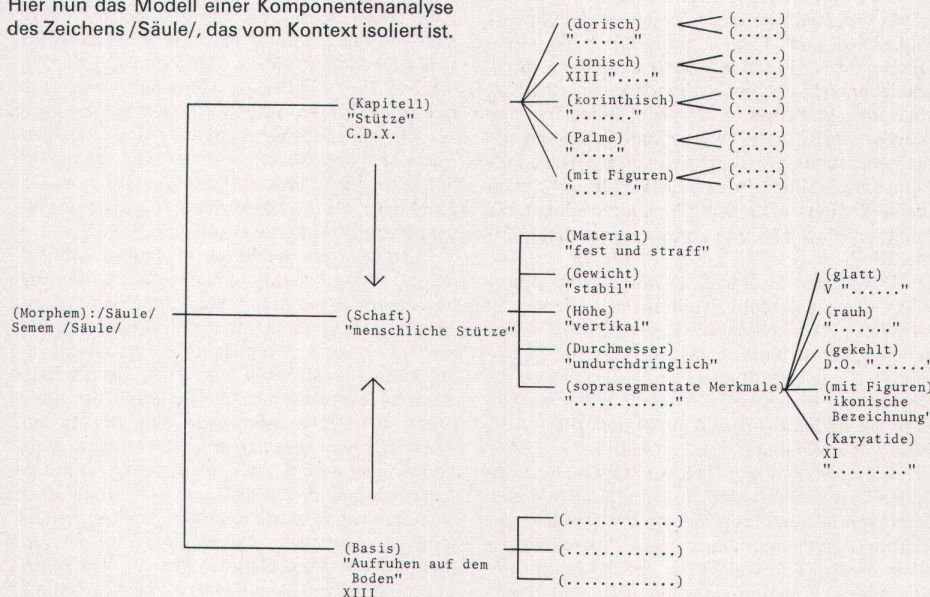 Hier nun das Modell einer Komponentenanalyse
des Zeichens /Säule/, das vom Kontext isoliert ist.
(Morphem):/Säule/
Semem /Säule/
(Kapitell)
"Stütze"
C.D.X.
(dorisch)
"......."
(.....)
(.....)
(ionisch)
XIII "...."
(.....)
(.....)
(korinthisch)
"......."
(.....)
(.....)
(Palme)
"....."
(.....)
(.....)
(mit Figuren)
"......."
(.....)
(.....)
(Schaft)
"menschliche Stütze"
(Material)
"fest und straff"
(Gewicht)
"stabil"
(Höhe)
"vertikal"
(Durchmesser)
"undurchdringlich"
(soprasegmentate Merkmale)
"............"
(glatt)
V "......"
(rauh)
"......."
(gekehlt)
D.O. "......"
(mit Figuren)
"ikonische
Bezeichnung"
(Karyatide)
XI
"........."
(Basis)
"Aufruhen auf dem
Boden"
XIII
(.............)
(.............)
(.............)